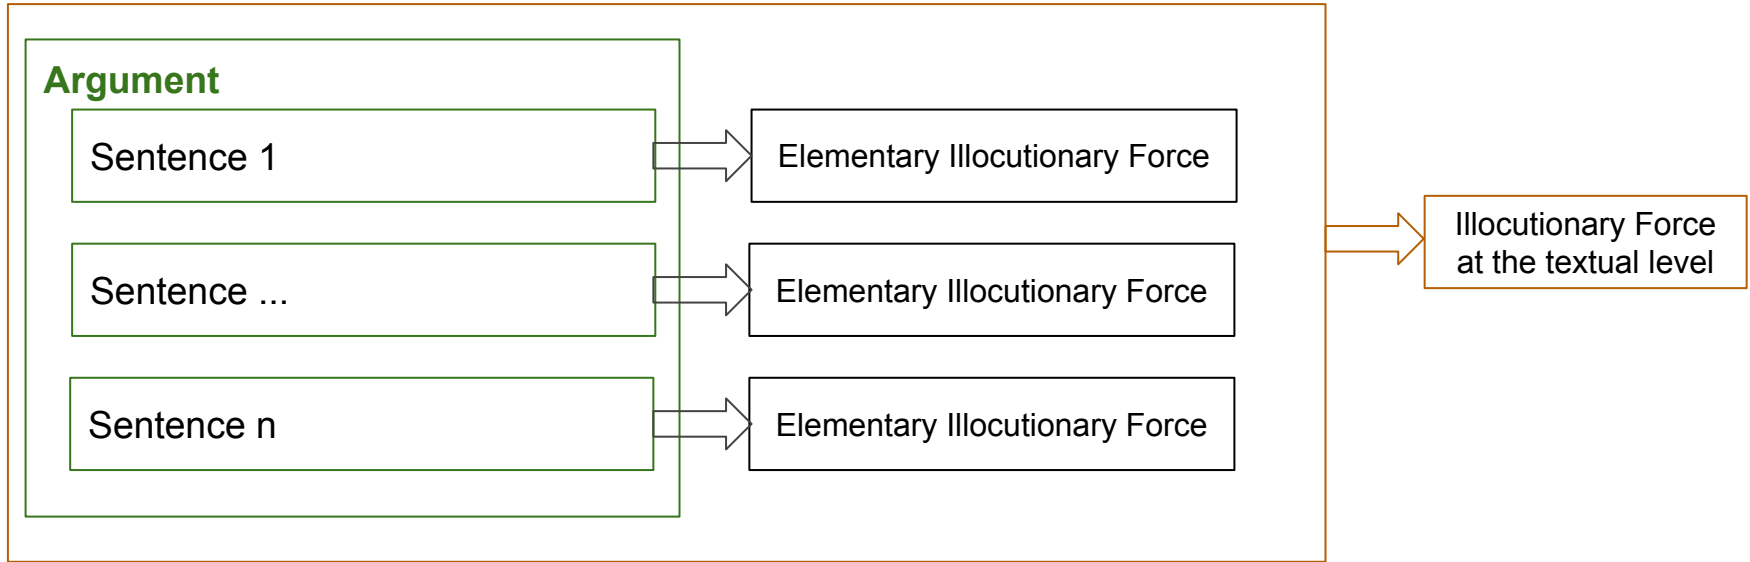 Argument
Sentence 1
Elementary Illocutionary Force
Sentence ...
Elementary Illocutionary Force
Sentence n
Elementary Illocutionary Force
Illocutionary Force
at the textual level